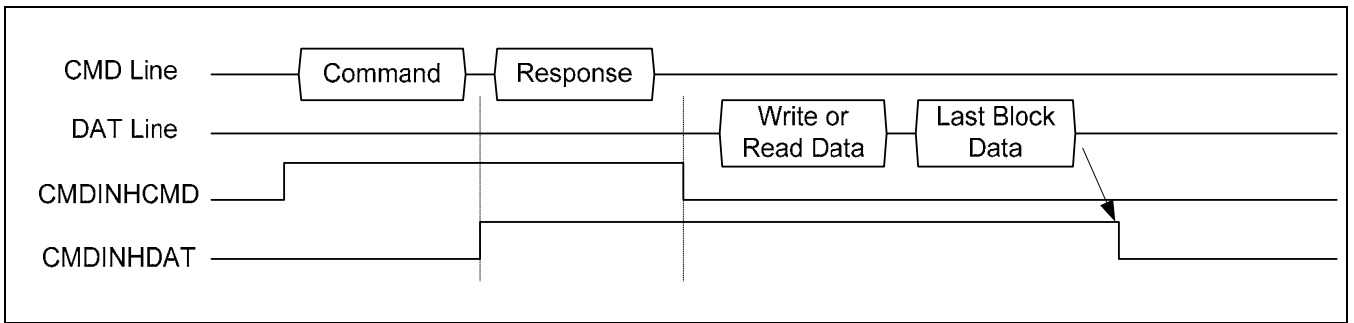 CMD Line
Command
Response
DAT Line
Write or
Read Data
Last Block
Data
CMDINHCMD
CMDINHDAT